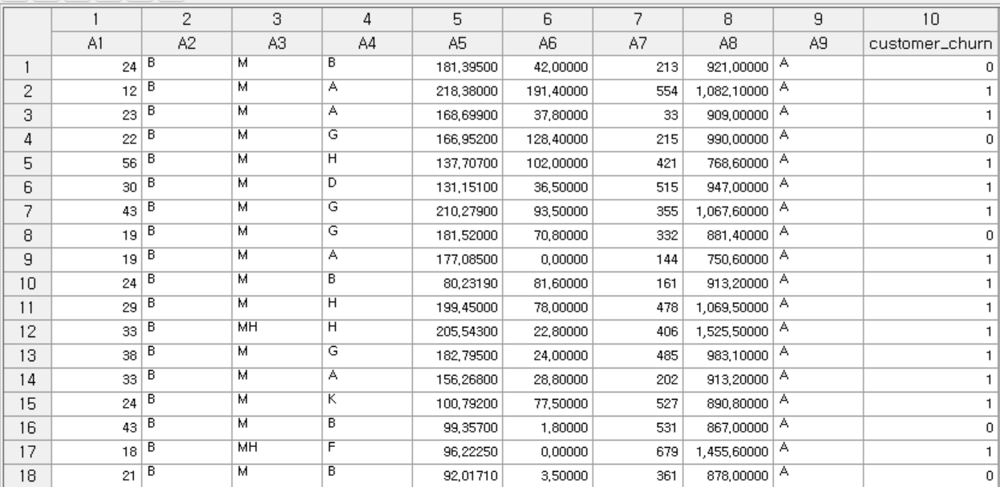 1 2 3 4 5 6 7 8 9 10
A1 A2 A3 A4 A5 A6 A7 A8 A9 customer_churn
1 24 B M B 181,39500 42,00000 213 921,00000 A 0
2 12 B M A 218,38000 191,40000 554 1,082,10000 A 1
3 23 B M A 168,69900 37,80000 33 909,00000 A 1
4 22 B M G 166,95200 128,40000 215 990,00000 A 0
5 56 B M H 137,70700 102,00000 421 768,60000 A 1
6 30 B M D 131,15100 36,50000 515 947,00000 A 1
7 43 B M G 210,27900 93,50000 355 1,067,60000 A 1
8 19 B M G 181,52000 70,80000 332 881,40000 A 0
9 19 B M A 177,08500 0,00000 144 750,60000 A 1
10 24 B M B 80,23190 81,60000 161 913,20000 A 1
11 29 B M H 199,45000 78,00000 478 1,069,50000 A 1
12 33 B MH H 205,54300 22,80000 406 1,525,50000 A 1
13 38 B M G 182,79500 24,00000 485 983,10000 A 1
14 33 B M A 156,26800 28,80000 202 913,20000 A 1
15 24 B M K 100,79200 77,50000 527 890,80000 A 1
16 43 B M B 99,35700 1,80000 531 867,00000 A 0
17 18 B MH F 96,22250 0,00000 679 1,455,60000 A 1
18 21 B M B 92,01710 3,50000 361 878,00000 A 0